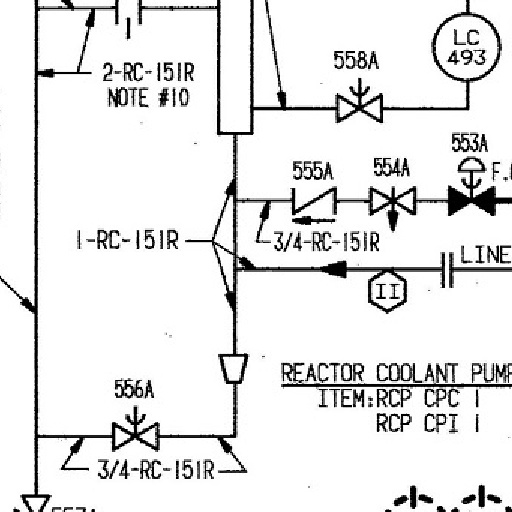 LC
493
558A
2-RC-151R
NOTE #10
553A
555A
554A
1-RC-151R
3/4-RC-151R
LINE
II
REACTOR COOLANT PUMP
ITEM:RCP CPC 1
RCP CPI 1
556A
3/4-RC-151R